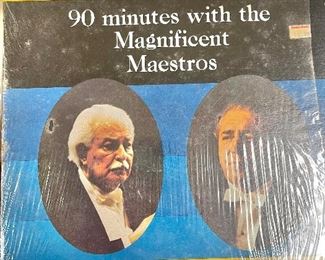 90 minutes with the
Magnificent
Maestros